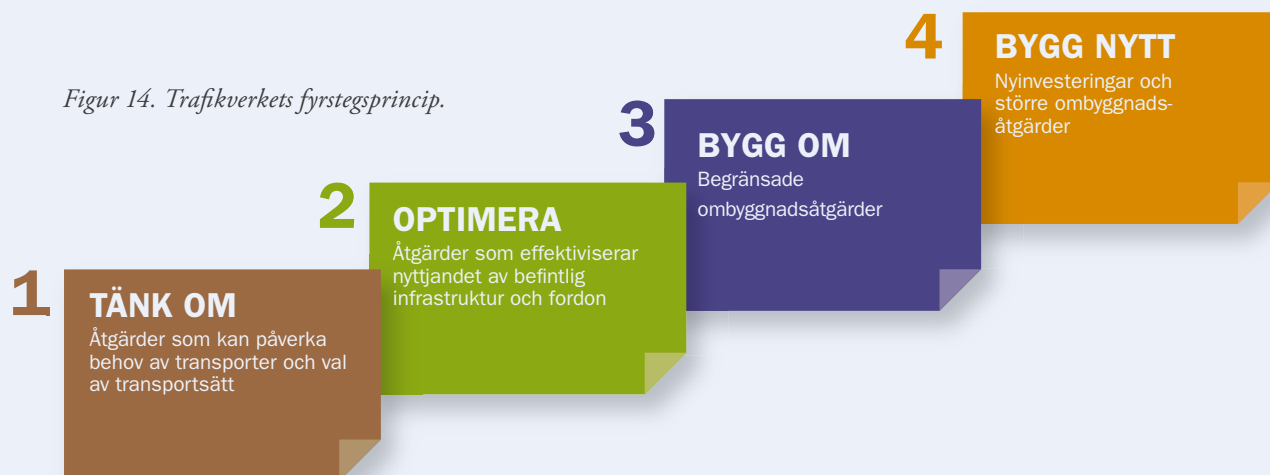 Figur 14. Trafikverkets fyrstegsprincip.
1
TÄNK OM
Åtgärder som kan påverka
behov av transporter och val
av transportsätt
2
OPTIMERA
Åtgärder som effektiviserar
nyttjandet av befintlig
infrastruktur och fordon
3
BYGG OM
Begränsade
ombyggnadsåtgärder
4
BYGG NYTT
Nyinvesteringar och
större ombyggnads-
åtgärder